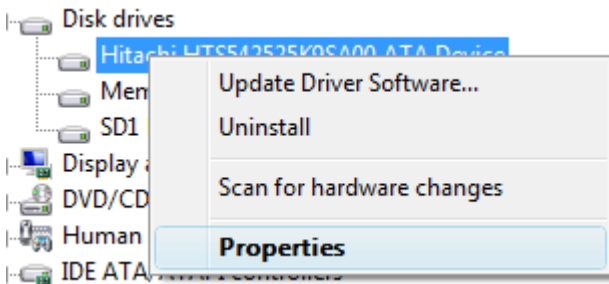 Disk drives
Hitachi HTS542525K9SA00 ATA Device
Update Driver Software...
Uninstall
SD1
Scan for hardware changes
Display
DVD/CD
Human
Properties
IDE ATA/ATAPI controllers